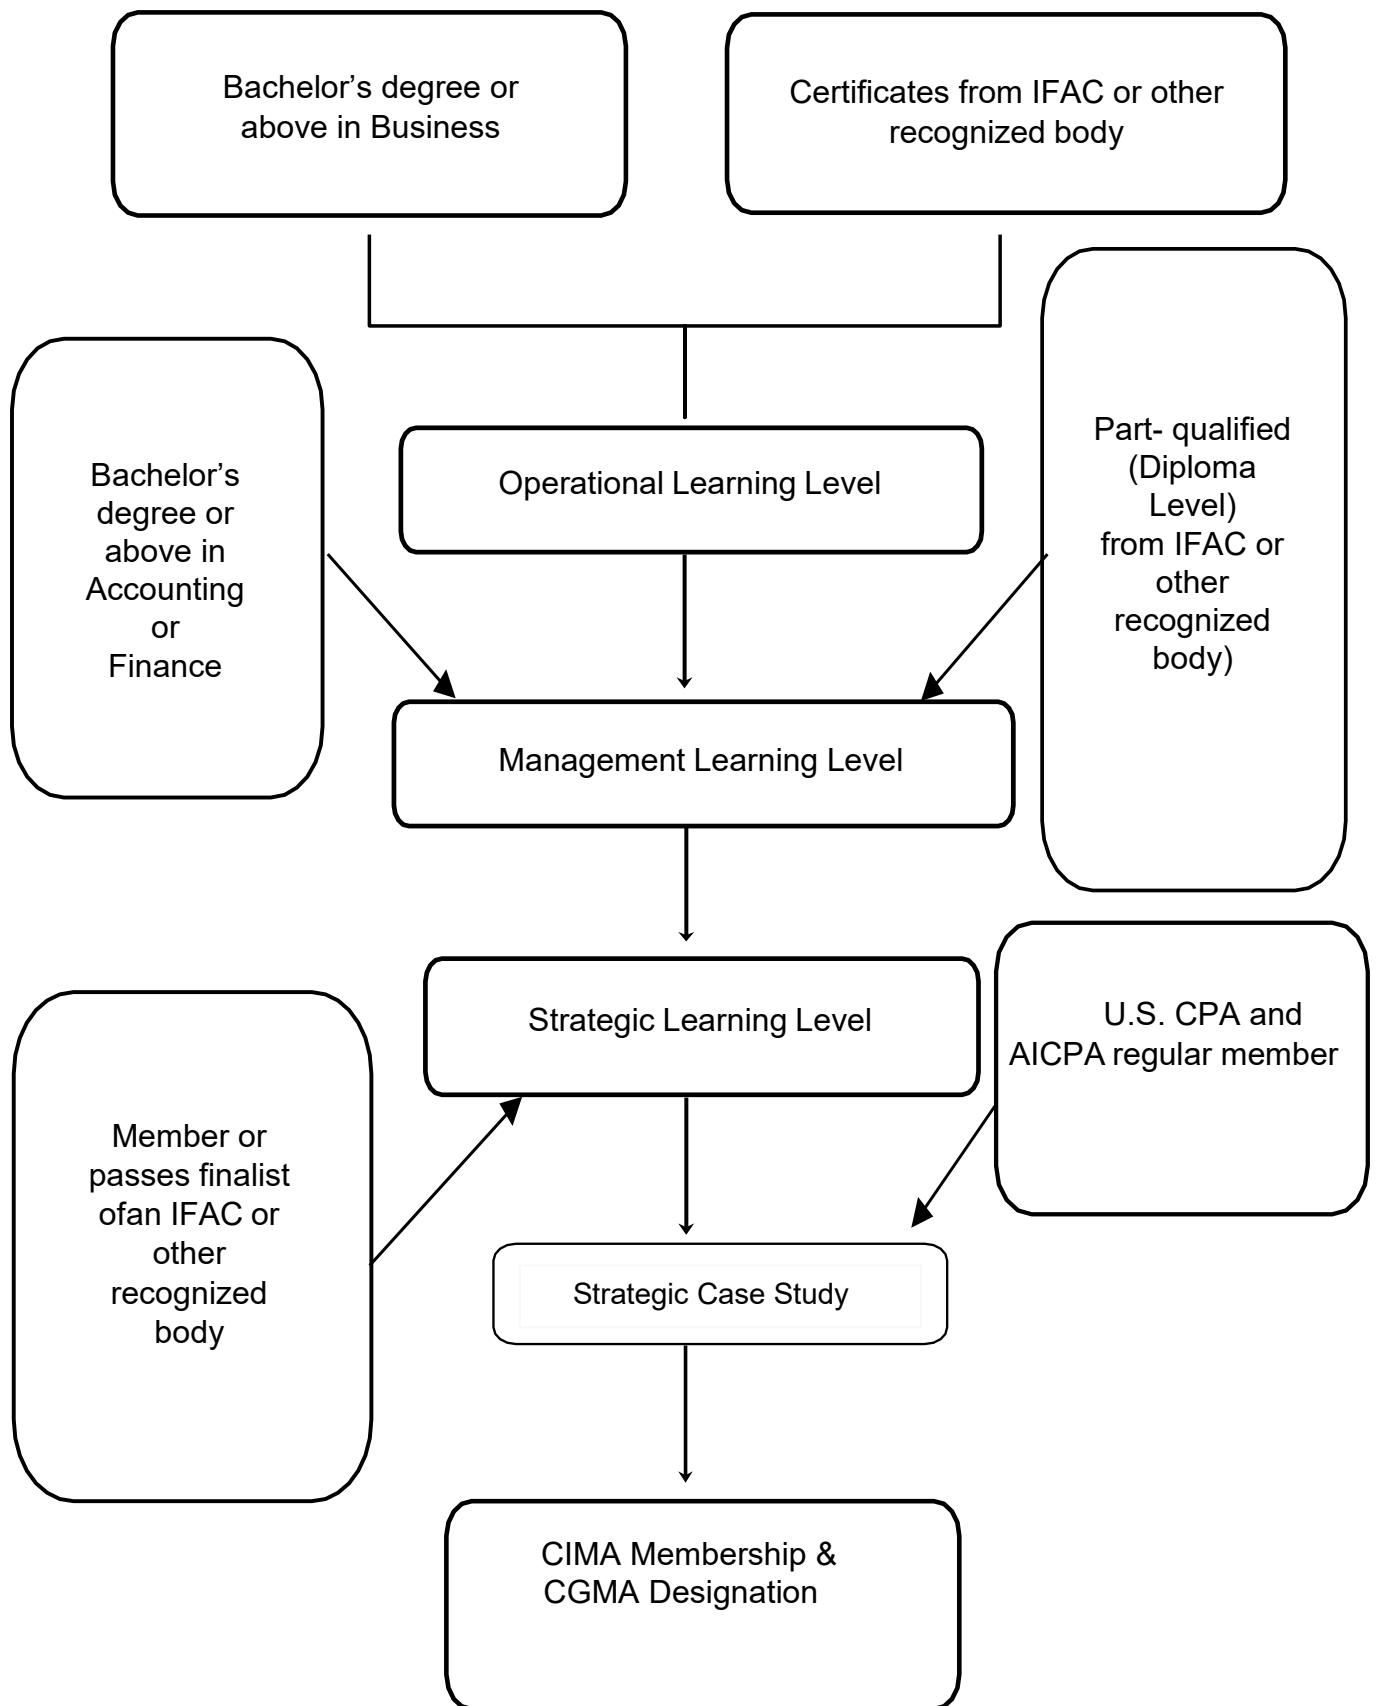 Bachelor’s degree or
above in Business
Certificates from IFAC or other
recognized body
Operational Learning Level
Bachelor’s
degree or
above in
Accounting
or
Finance
Part- qualified
(Diploma
Level)
from IFAC or
other
recognized
body)
Management Learning Level
Strategic Learning Level
U.S. CPA and
AICPA regular member
Member or
passes finalist
ofan IFAC or
other
recognized
body
Strategic Case Study
CIMA Membership &
CGMA Designation